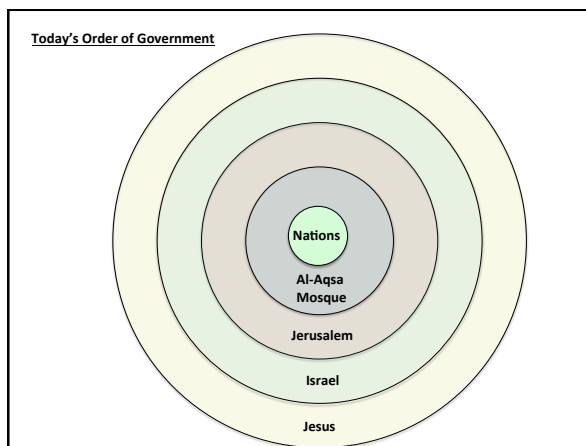 Today's Order of Government
Nations
Al-Aqsa
Mosque
Jerusalem
Israel
Jesus